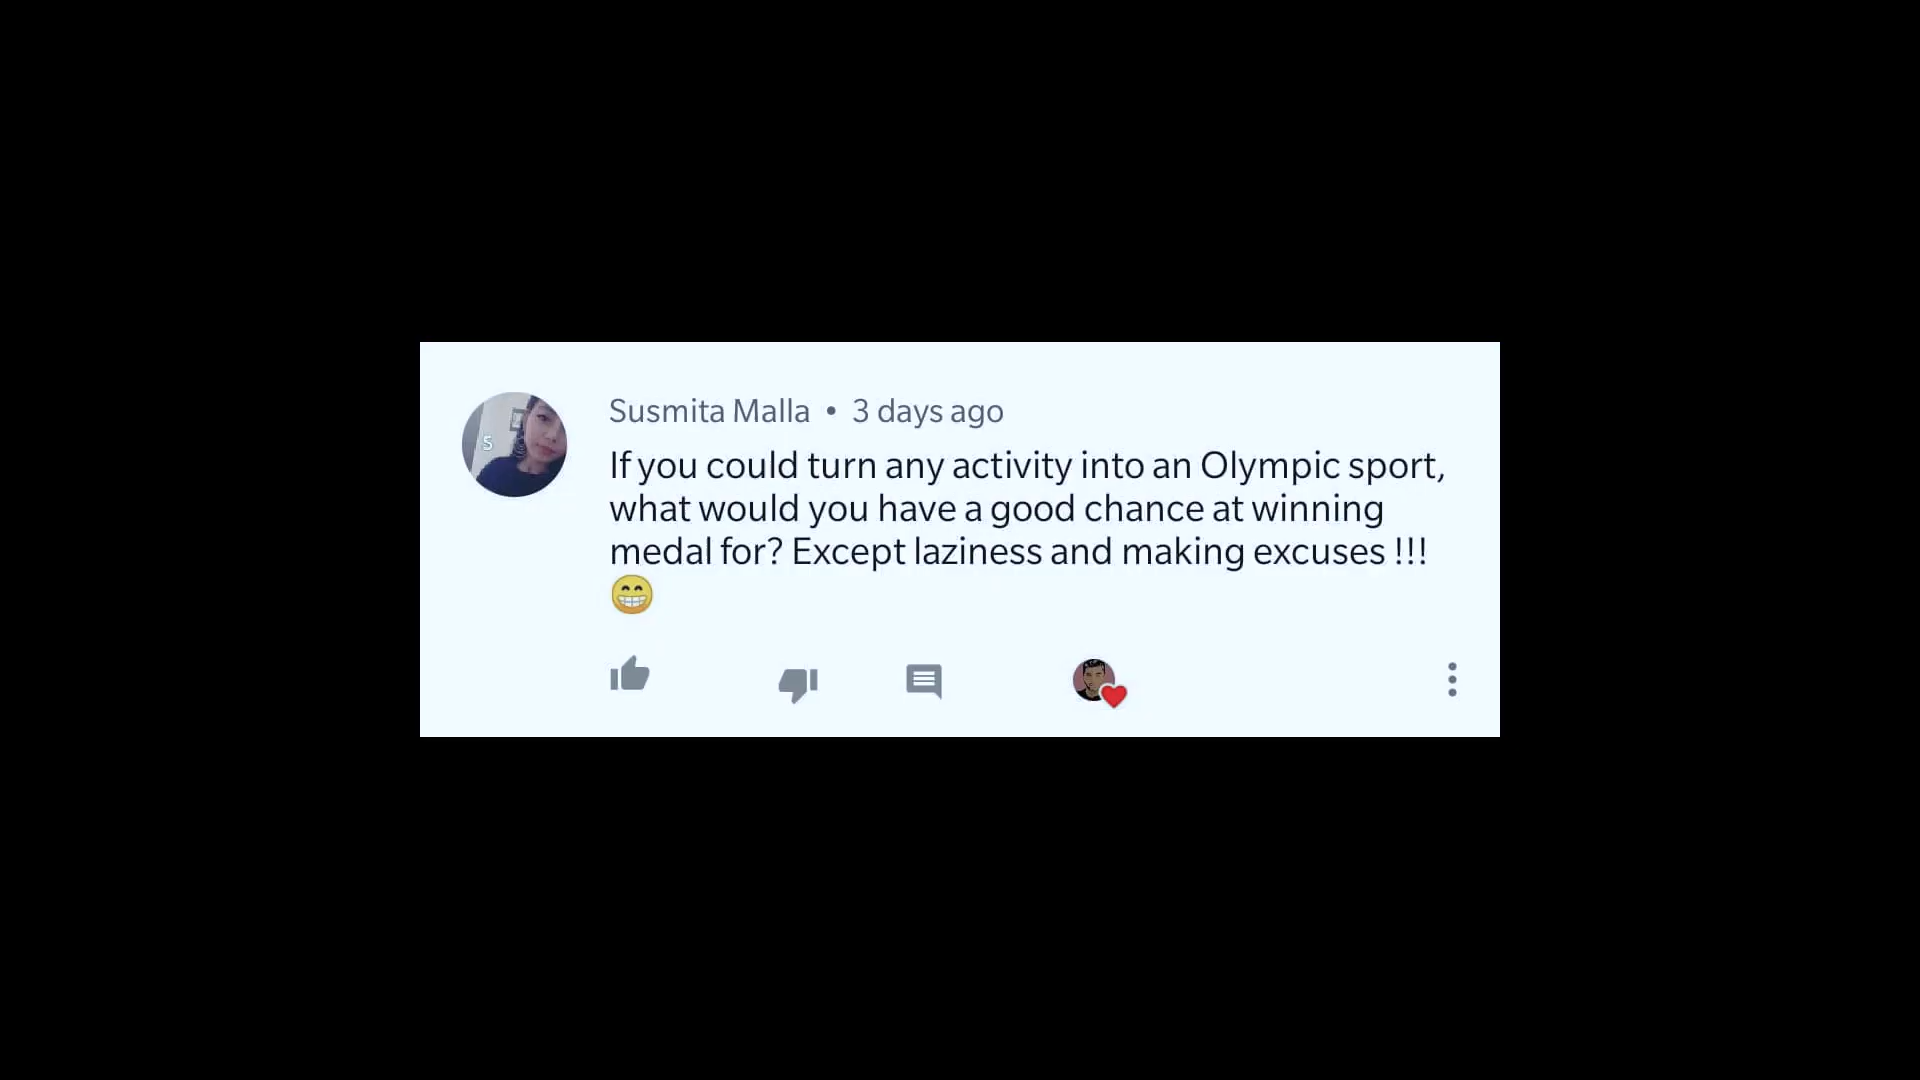 Susmita Malla • 3 days ago
If you could turn any activity into an Olympic sport,
what would you have a good chance at winning
medal for? Except laziness and making excuses !!!
😁
S